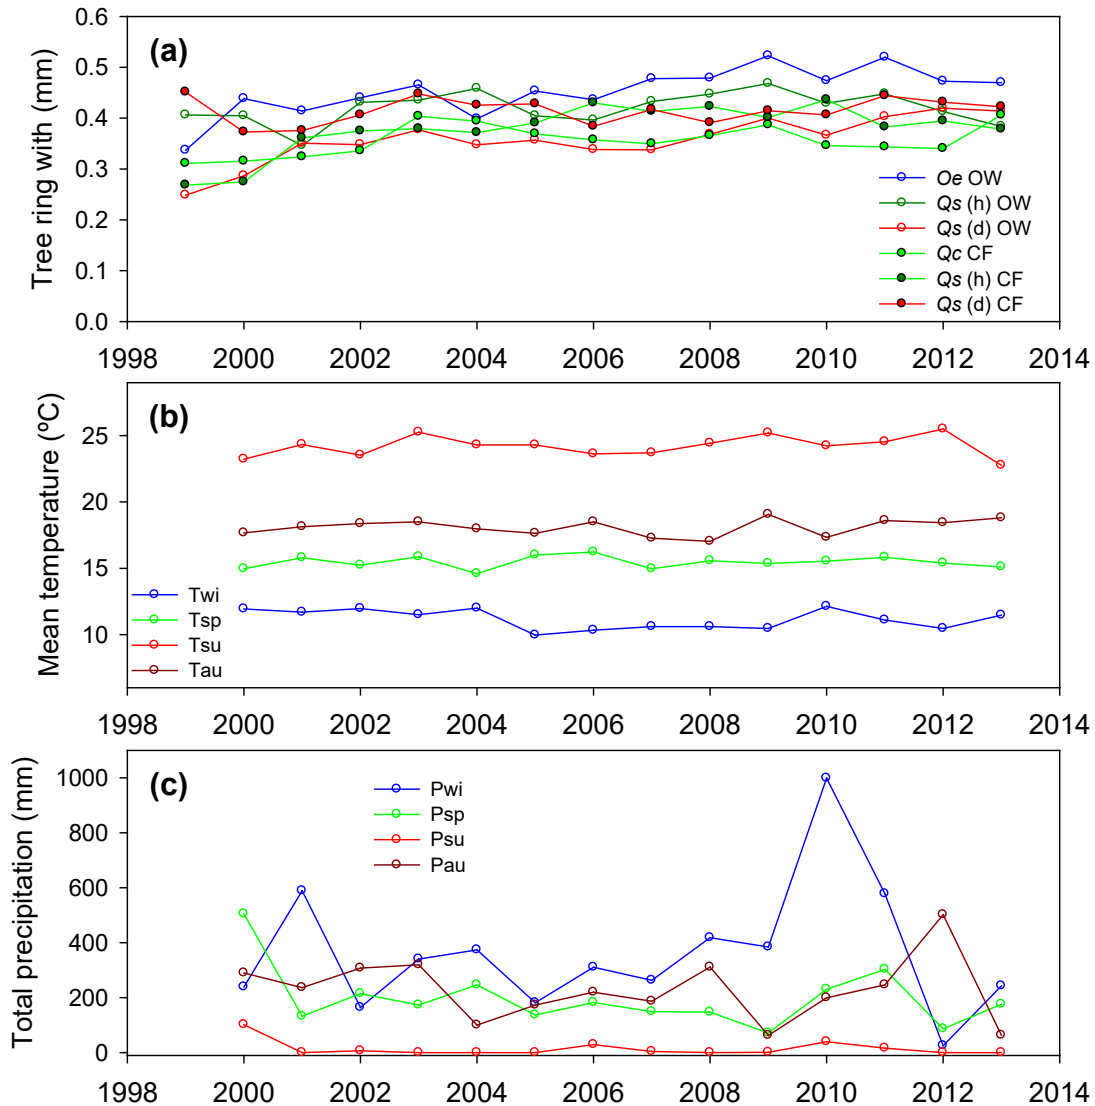 (a)
Tree ring with (mm)
0.6
0.5
0.4
0.3
0.2
0.1
0.0
Oe OW
Qs (h) OW
Qs (d) OW
Qc CF
Qs (h) CF
Qs (d) CF
1998 2000 2002 2004 2006 2008 2010 2012 2014
(b)
Mean temperature (ºC)
25
20
15
10
Twi
Tsp
Tsu
Tau
1998 2000 2002 2004 2006 2008 2010 2012 2014
(c)
Total precipitation (mm)
1000
800
600
400
200
0
Pwi
Psp
Psu
Pau
1998 2000 2002 2004 2006 2008 2010 2012 2014